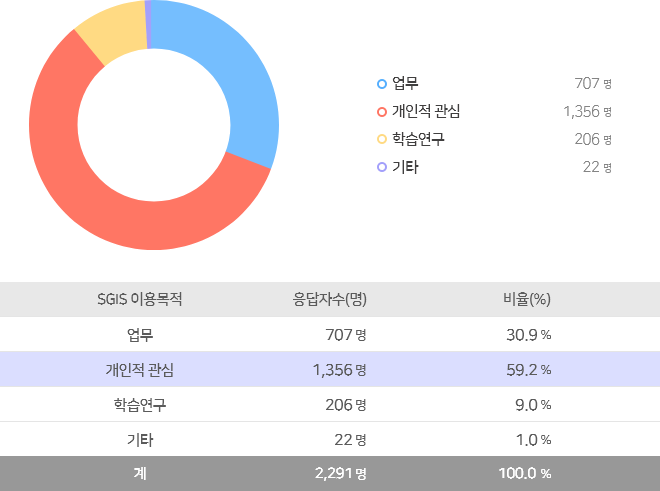 업무 707 명
개인적 관심 1,356 명
학습연구 206 명
기타 22 명
SGIS 이용목적 응답자수(명) 비율(%)
업무 707 명 30.9 %
개인적 관심 1,356 명 59.2 %
학습연구 206 명 9.0 %
기타 22 명 1.0 %
계 2,291 명 100.0 %